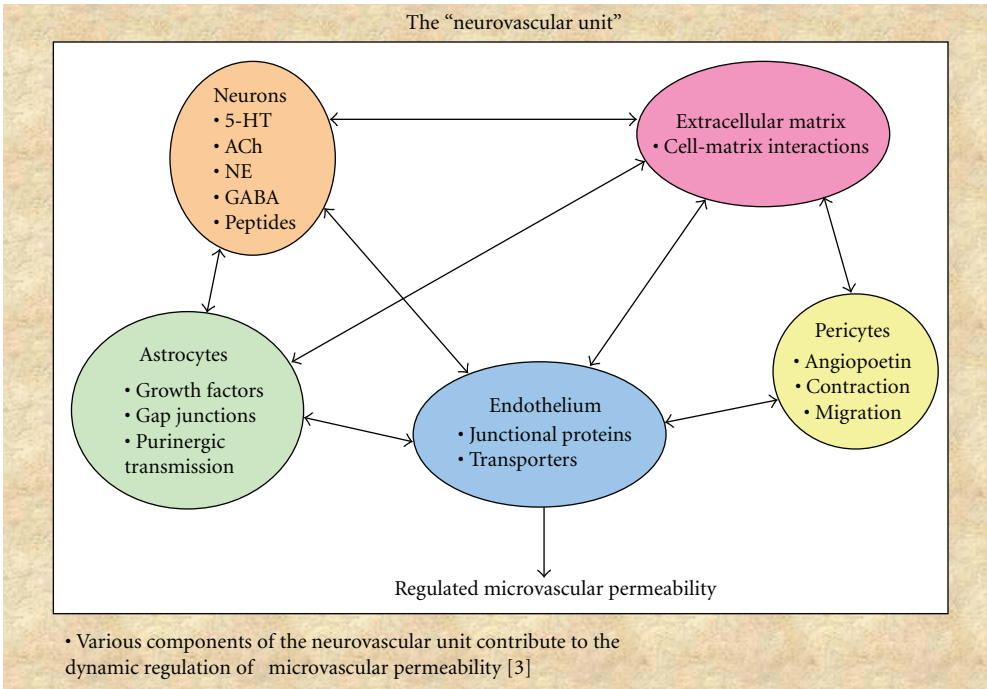 The “neurovascular unit”
Neurons
• 5-HT
• ACh
• NE
• GABA
• Peptides
Extracellular matrix
• Cell-matrix interactions
Astrocytes
• Growth factors
• Gap junctions
• Purinergic
transmission
Endothelium
• Junctional proteins
• Transporters
Pericytes
• Angiopoetin
• Contraction
• Migration
Regulated microvascular permeability
• Various components of the neurovascular unit contribute to the
dynamic regulation of microvascular permeability [3]